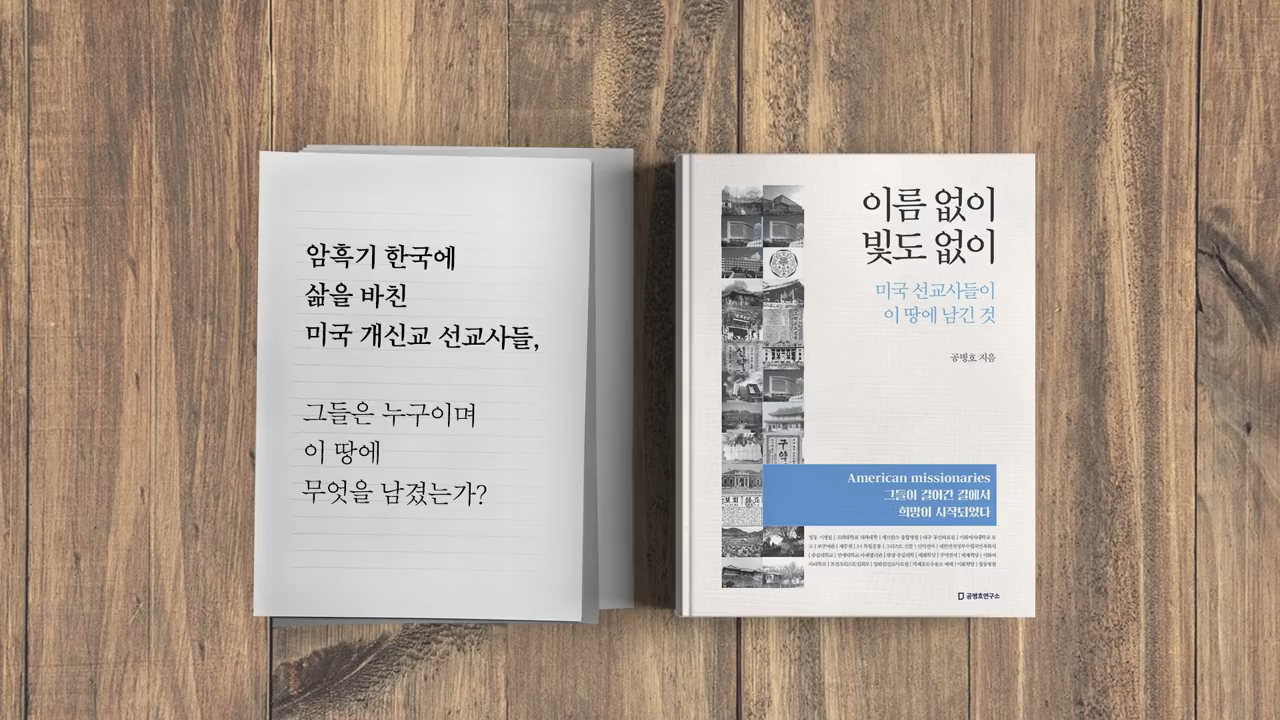 암흑기 한국에
삶을 바친
미국 개신교 선교사들,
그들은 누구이며
이 땅에
무엇을 남겼는가?
이름 없이
빛도 없이
미국 선교사들이
이 땅에 남긴 것
공병호 지음
구약
American missionaries
그들이 걸어간 길에서
희망이 시작되었다
공병호연구소